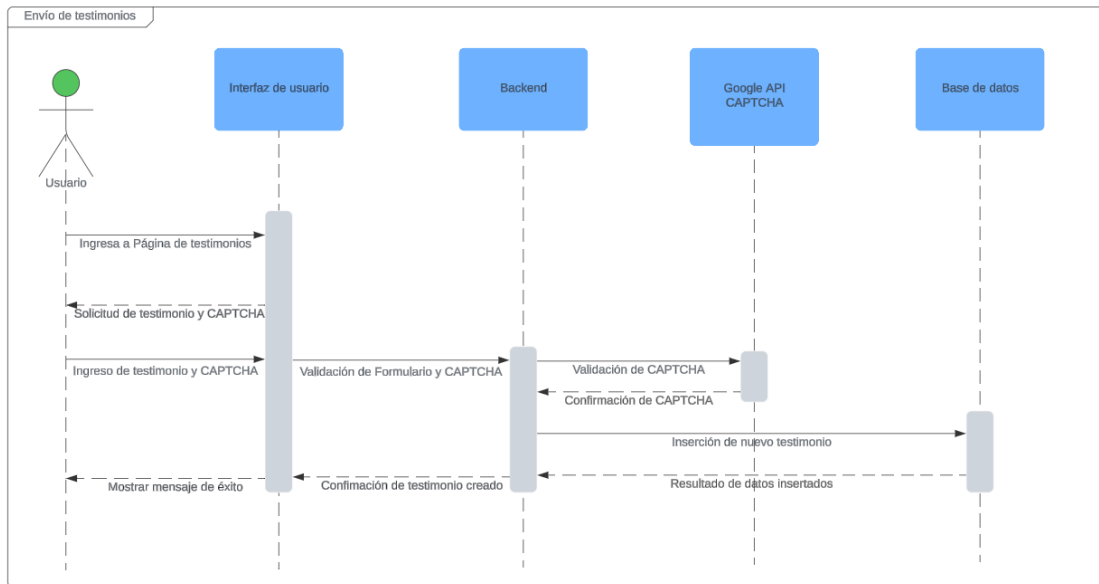 Envío de testimonios
Interfaz de usuario
Backend
Google API
CAPTCHA
Base de datos
Usuario
Ingresa a Página de testimonios
Solicitud de testimonio y CAPTCHA
Ingreso de testimonio y CAPTCHA
Validación de Formulario y CAPTCHA
Validación de CAPTCHA
Confirmación de CAPTCHA
Inserción de nuevo testimonio
Mostrar mensaje de éxito
Confimación de testimonio creado
Resultado de datos insertados